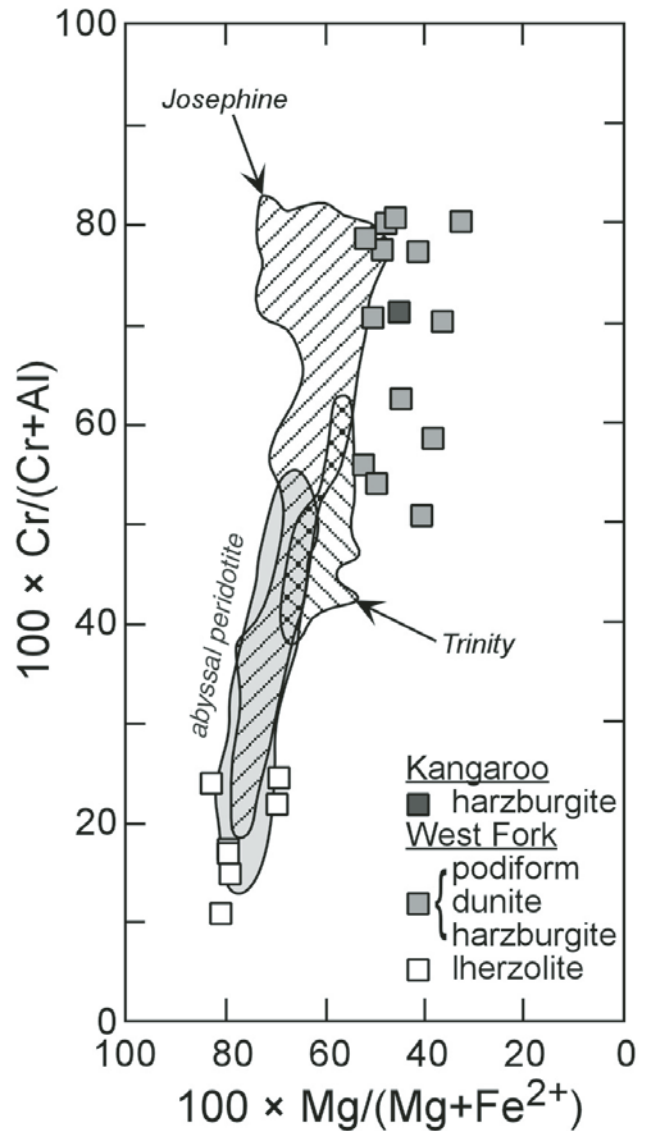 100
Josephine
80
60
40
20
0
100 × Cr/(Cr+Al)
abyssal peridotite
Trinity
Kangaroo
harzburgite
West Fork
podiform
dunite
harzburgite
lherzolite
100 80 60 40 20 0
100 × Mg/(Mg+Fe²⁺)